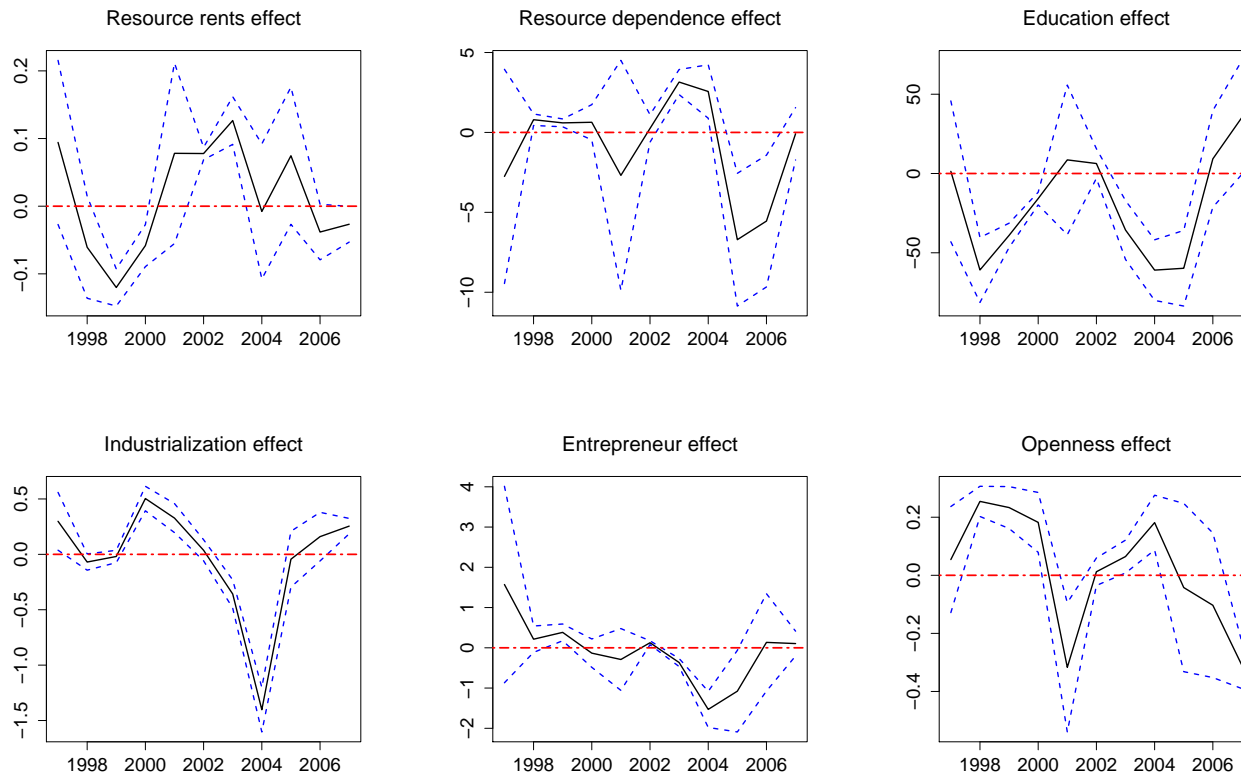 Resource rents effect
0.2
0.1
0.0
−0.1
1998 2000 2002 2004 2006
Resource dependence effect
5
0
−5
−10
1998 2000 2002 2004 2006
Education effect
50
0
−50
1998 2000 2002 2004 2006
Industrialization effect
0.5
0.0
−0.5
−1.0
−1.5
1998 2000 2002 2004 2006
Entrepreneur effect
4
3
2
1
0
−1
−2
1998 2000 2002 2004 2006
Openness effect
0.2
0.0
−0.2
−0.4
1998 2000 2002 2004 2006